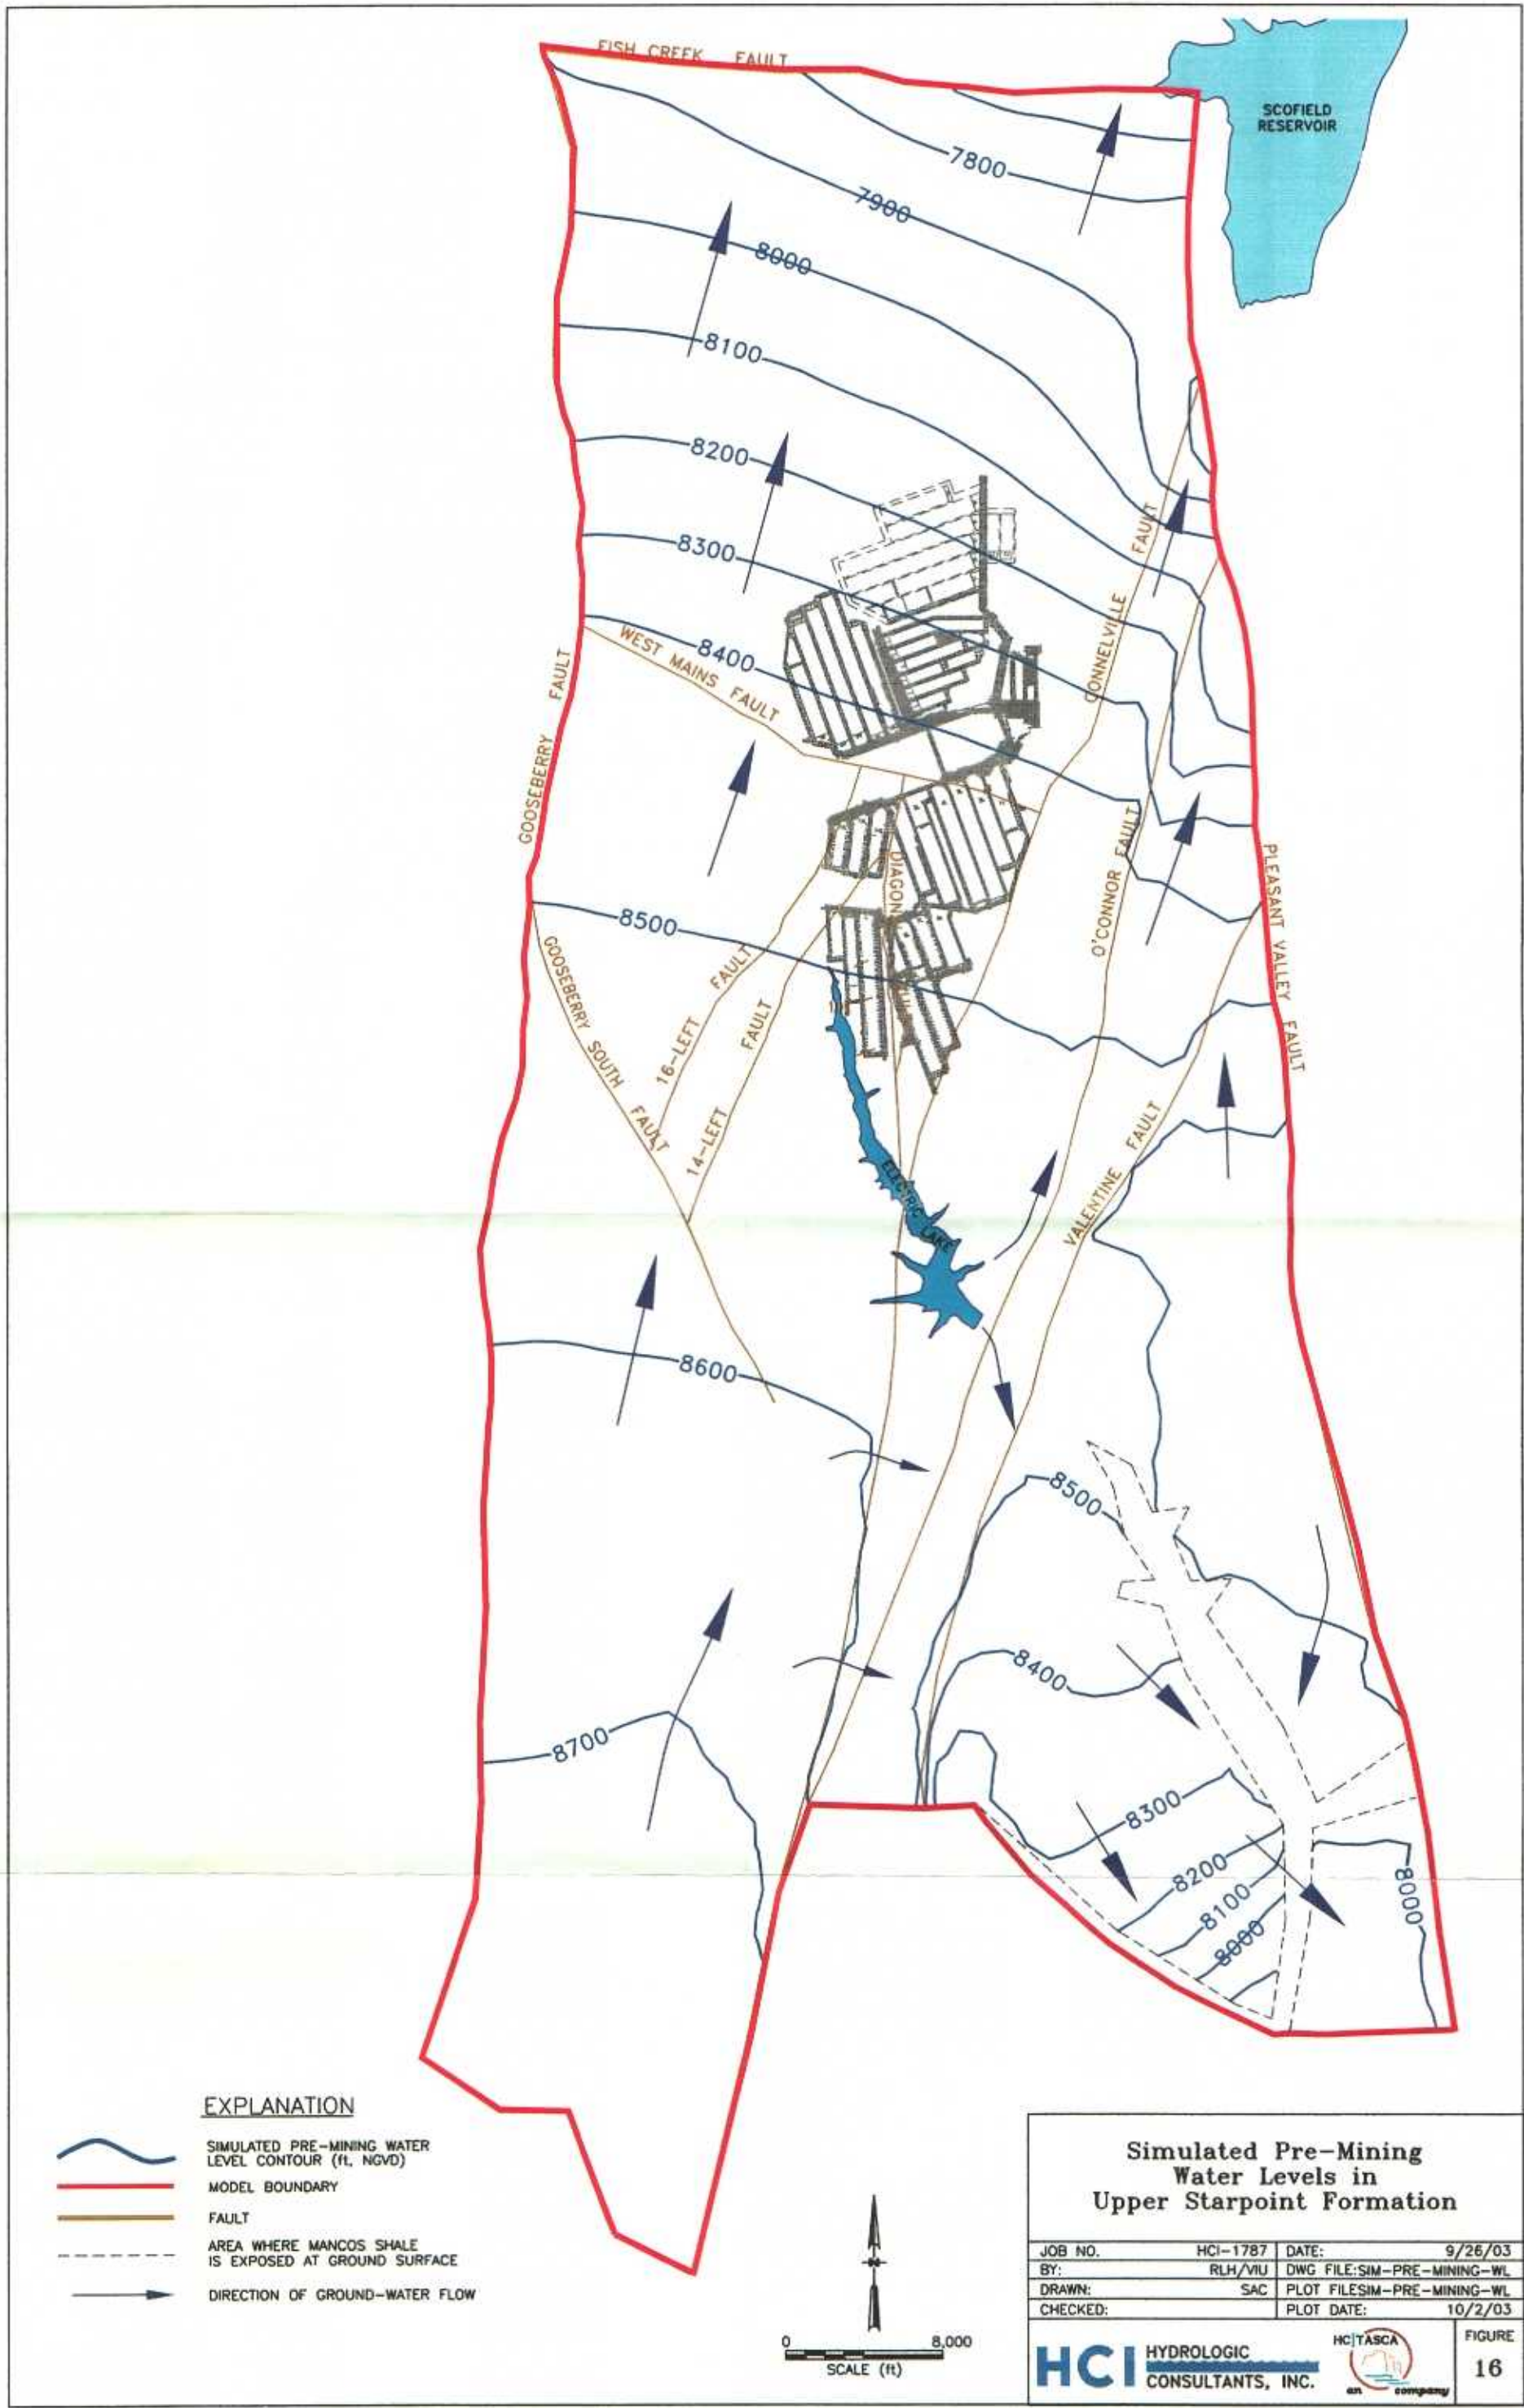 FISH CREEK FAULT
SCOFIELD
RESERVOIR
7800
7900
8000
8100
8200
8300
8400
WEST MAINS FAULT
CONNELVILLE FAULT
GOOSEBERRY FAULT
O'CONNOR FAULT
PLEASANT VALLEY FAULT
DIAGONAL
8500
GOOSEBERRY SOUTH FAULT
16-LEFT FAULT
14-LEFT FAULT
ELECTRIC LAKE
VALENTINE FAULT
8600
8500
8400
8700
8300
8200
8100
8000
8000
EXPLANATION
SIMULATED PRE-MINING WATER
LEVEL CONTOUR (ft, NGVD)
MODEL BOUNDARY
FAULT
AREA WHERE MANCOS SHALE
IS EXPOSED AT GROUND SURFACE
DIRECTION OF GROUND-WATER FLOW
0 8,000
SCALE (ft)
Simulated Pre-Mining
Water Levels in
Upper Starpoint Formation
JOB NO. HCI-1787 DATE: 9/26/03
BY: RLH/VIU DWG FILE:SIM-PRE-MINING-WL
DRAWN: SAC PLOT FILESIM-PRE-MINING-WL
CHECKED: PLOT DATE: 10/2/03
HCI HYDROLOGIC
CONSULTANTS, INC.
HC|TASCA
an company
FIGURE
16